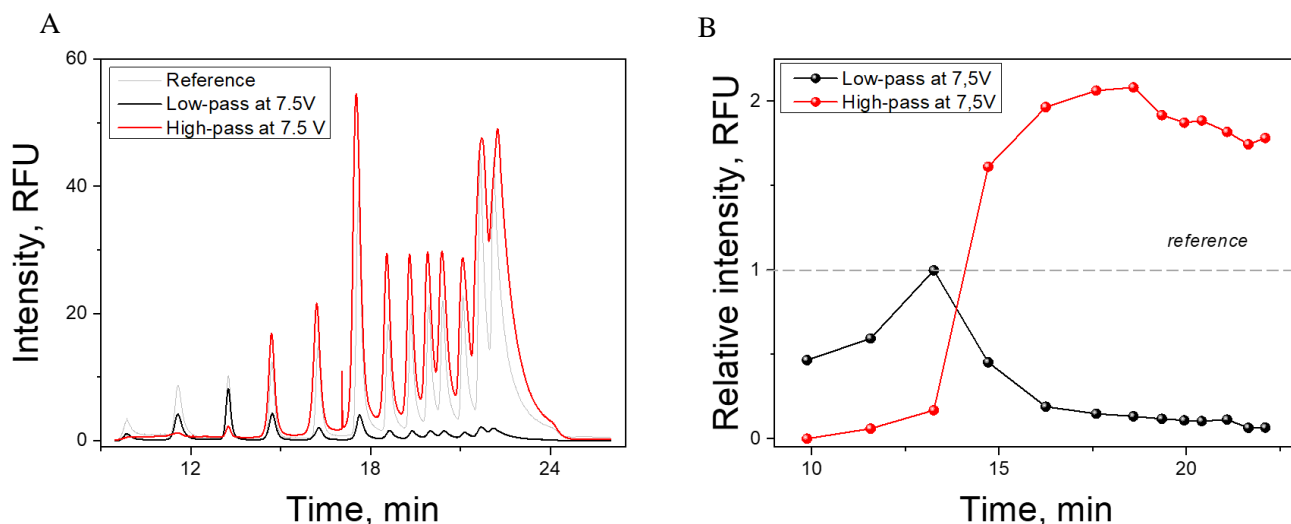 A
Intensity, RFU
60
40
20
0
Reference
Low-pass at 7.5V
High-pass at 7.5 V
12
18
24
Time, min
B
Relative intensity, RFU
2
1
0
Low-pass at 7,5V
High-pass at 7,5V
reference
10
15
20
Time, min